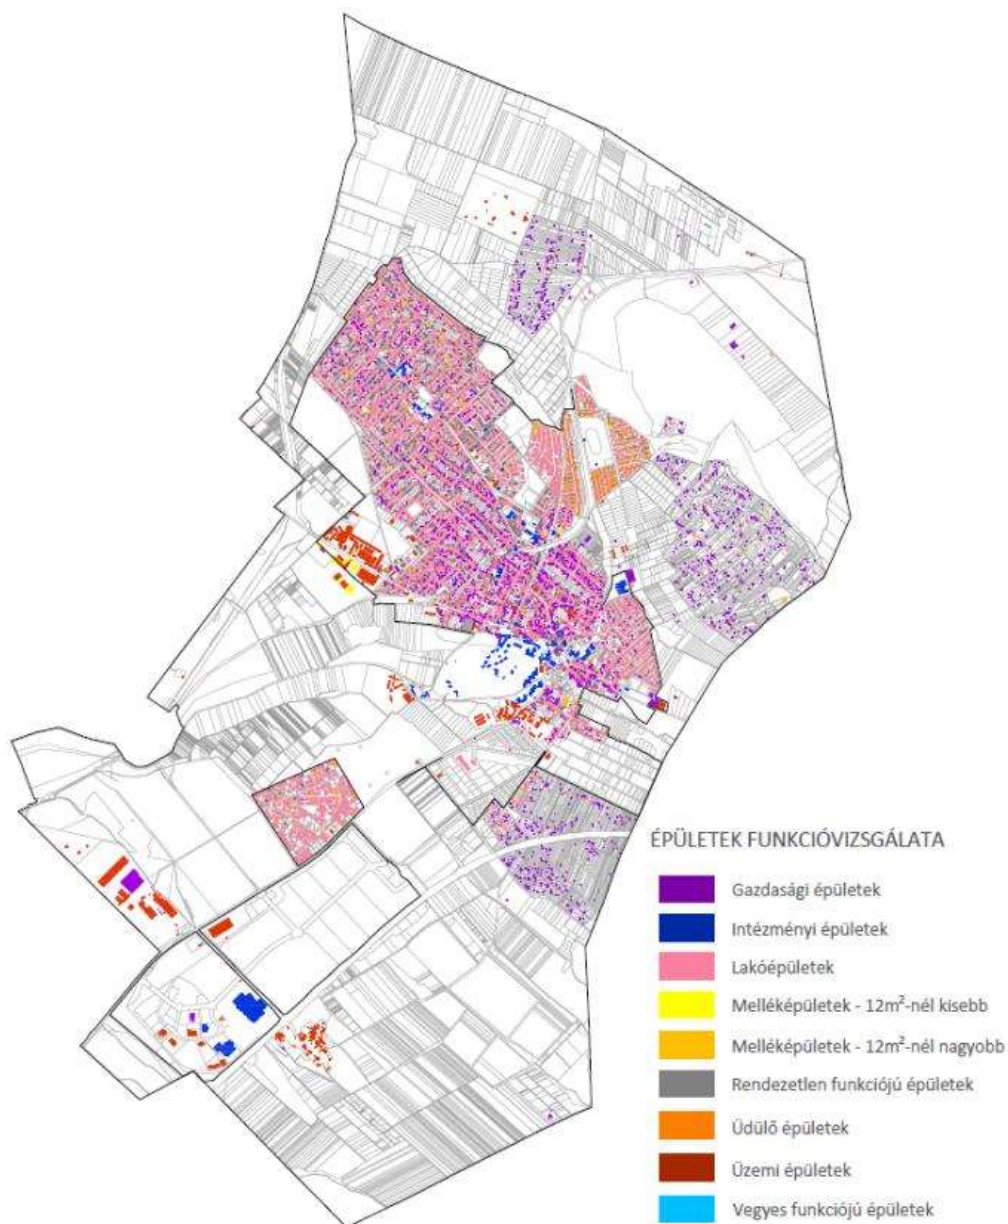 ÉPÜLETEK FUNKCIÓVIZSGÁLATA
Gazdasági épületek
Intézményi épületek
Lakóépületek
Melléképületek - 12m²-nél kisebb
Melléképületek - 12m²-nél nagyobb
Rendezetlen funkciójú épületek
Üdülő épületek
Üzemi épületek
Vegyes funkciójú épületek